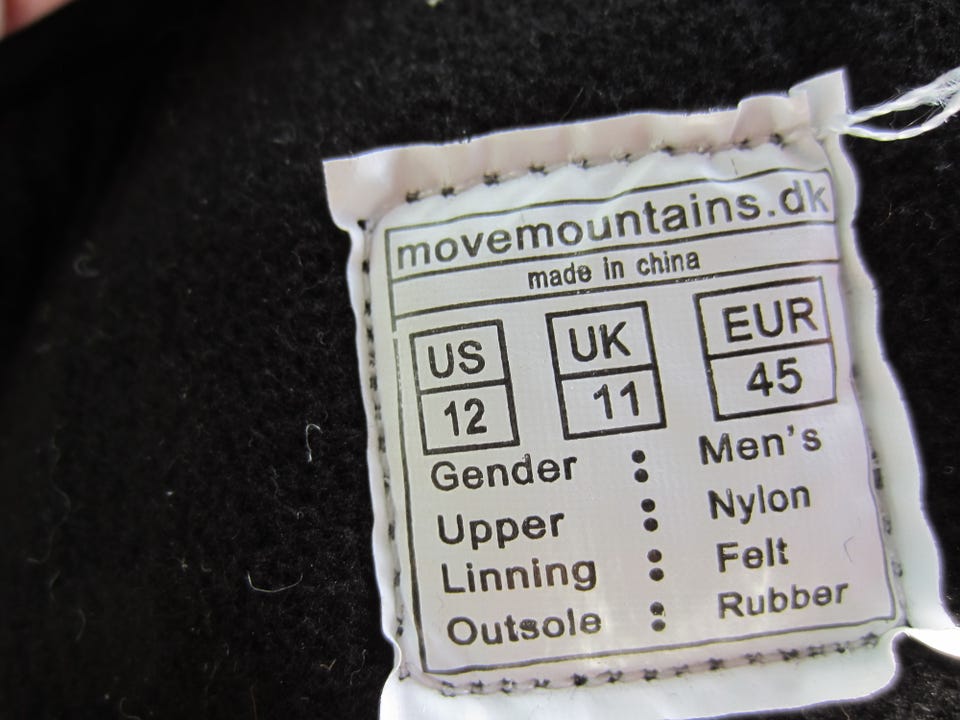 movemountains.dk
made in china
US UK EUR
12 11 45
Gender : Men's
Upper : Nylon
Linning : Felt
Outsole : Rubber